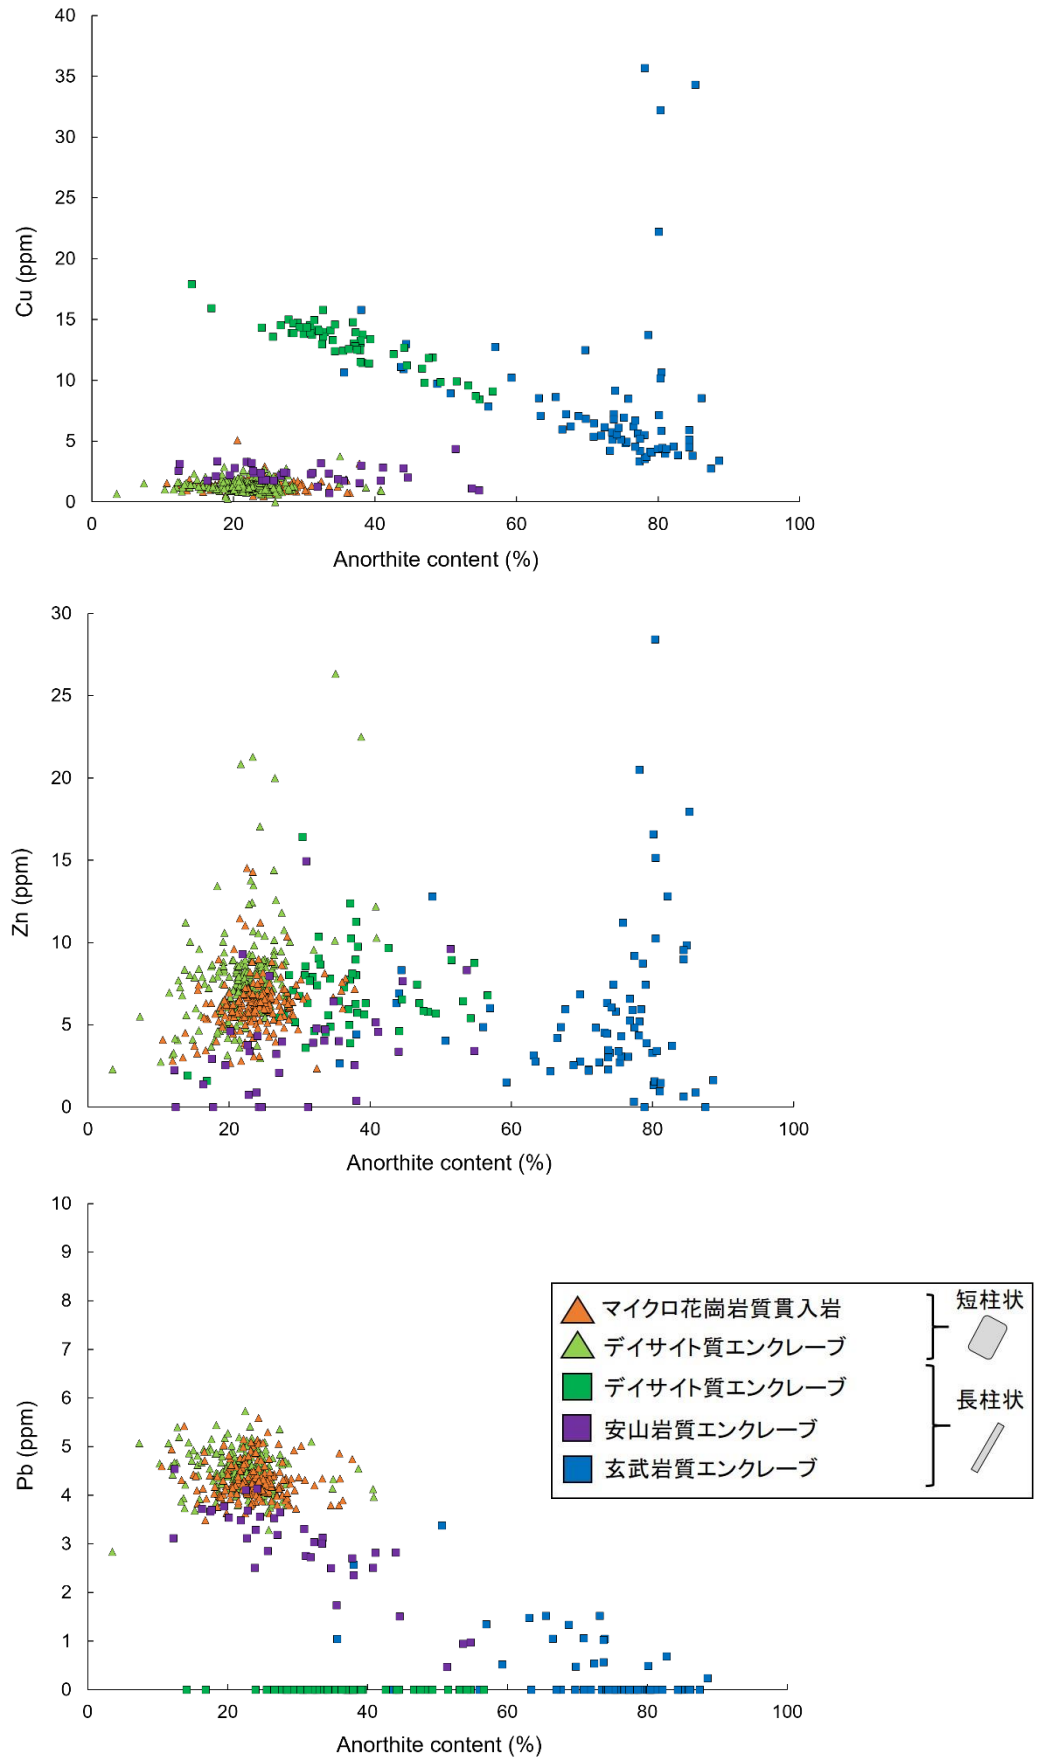 40
35
30
25
20
15
10
5
0
Cu (ppm)
0 20 40 60 80 100
Anorthite content (%)
30
25
20
15
10
5
0
Zn (ppm)
0 20 40 60 80 100
Anorthite content (%)
10
9
8
7
6
5
4
3
2
1
0
Pb (ppm)
マイクロ花崗岩質貫入岩
デイサイト質エンクレーブ
短柱状
デイサイト質エンクレーブ
安山岩質エンクレーブ
玄武岩質エンクレーブ
長柱状
0 20 40 60 80 100
Anorthite content (%)